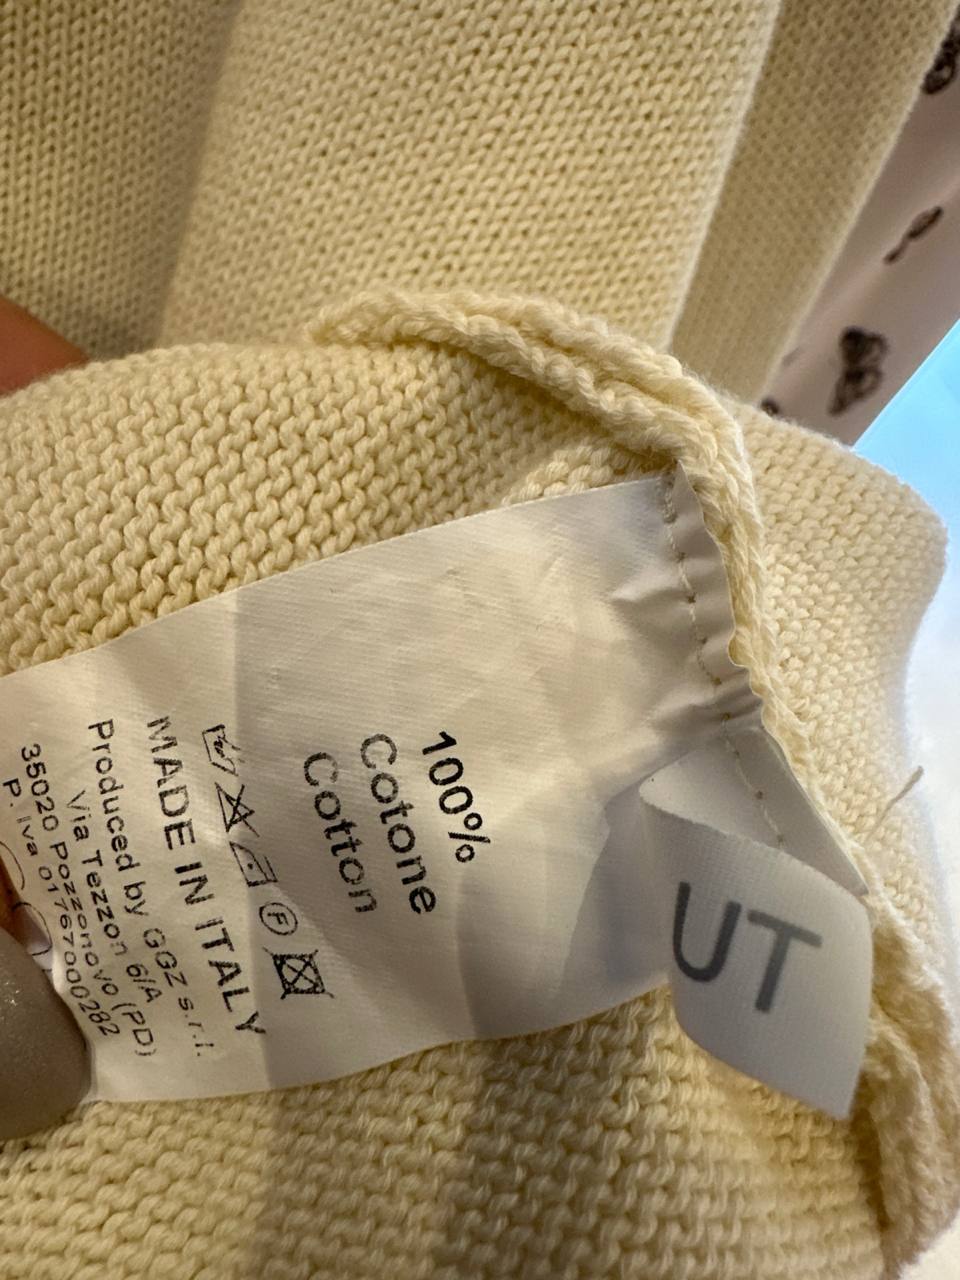 100%
Cotone
Cotton
F
MADE IN ITALY
Produced by GGZ s.r.l.
Via Tezzon 6/A
35020 Pozzonovo (PD)
P. Iva 01767000282
UT